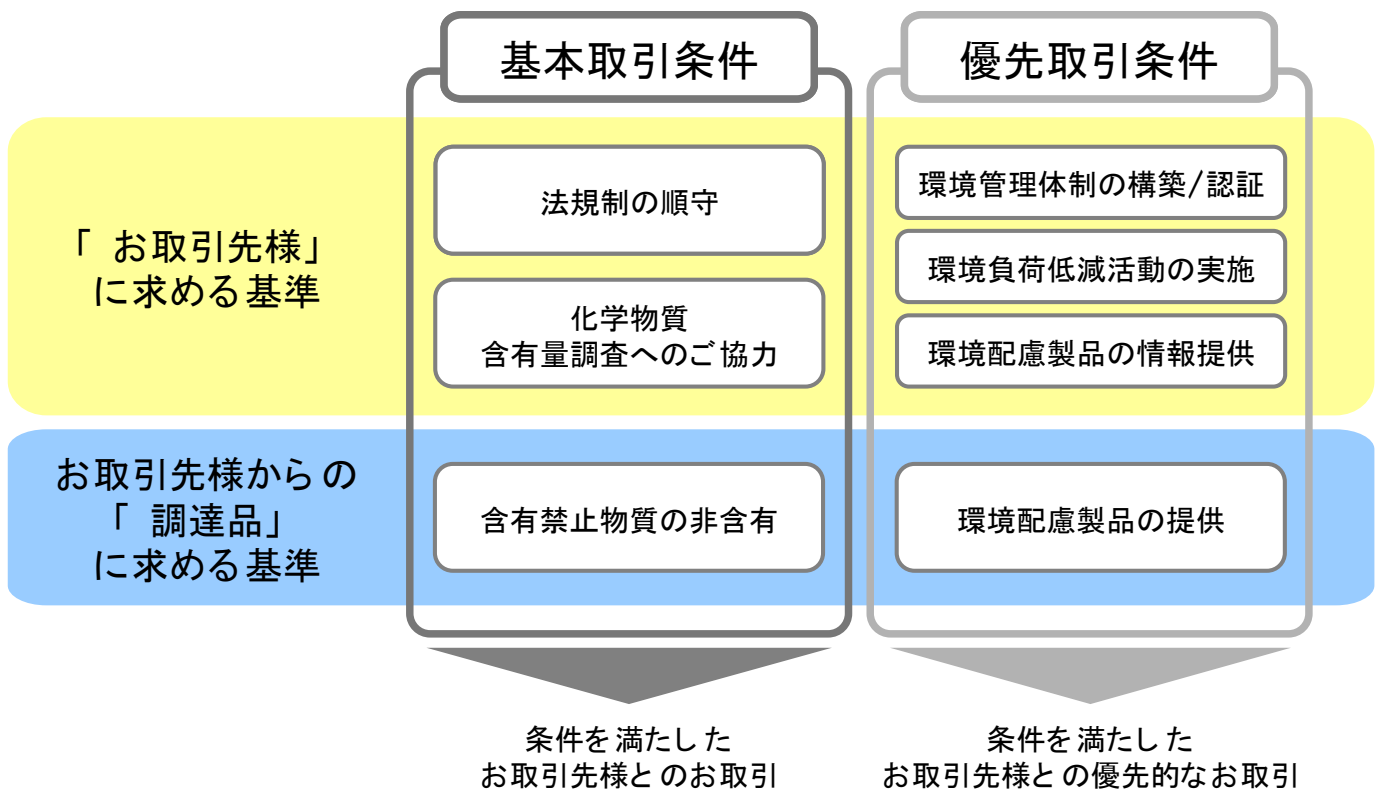 基本取引条件
優先取引条件
「お取引先様」
に求める基準
法規制の順守
化学物質
含有量調査へのご協力
環境管理体制の構築/認証
環境負荷低減活動の実施
環境配慮製品の情報提供
お取引先様からの
「調達品」
に求める基準
含有禁止物質の非含有
環境配慮製品の提供
条件を満たした
お取引先様とのお取引
条件を満たした
お取引先様との優先的なお取引